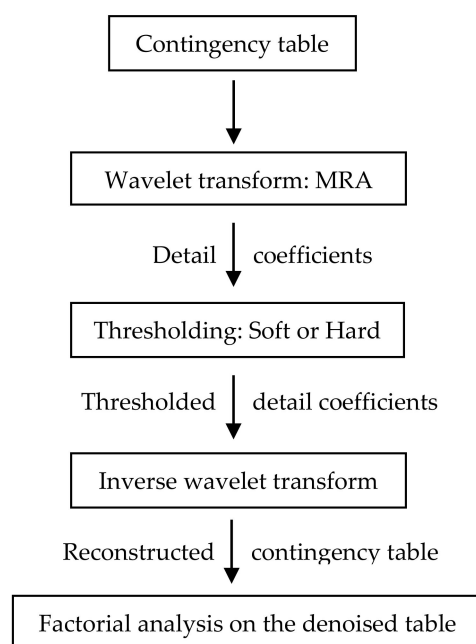 Contingency table
Wavelet transform: MRA
Detail coefficients
Thresholding: Soft or Hard
Thresholded detail coefficients
Inverse wavelet transform
Reconstructed contingency table
Factorial analysis on the denoised table